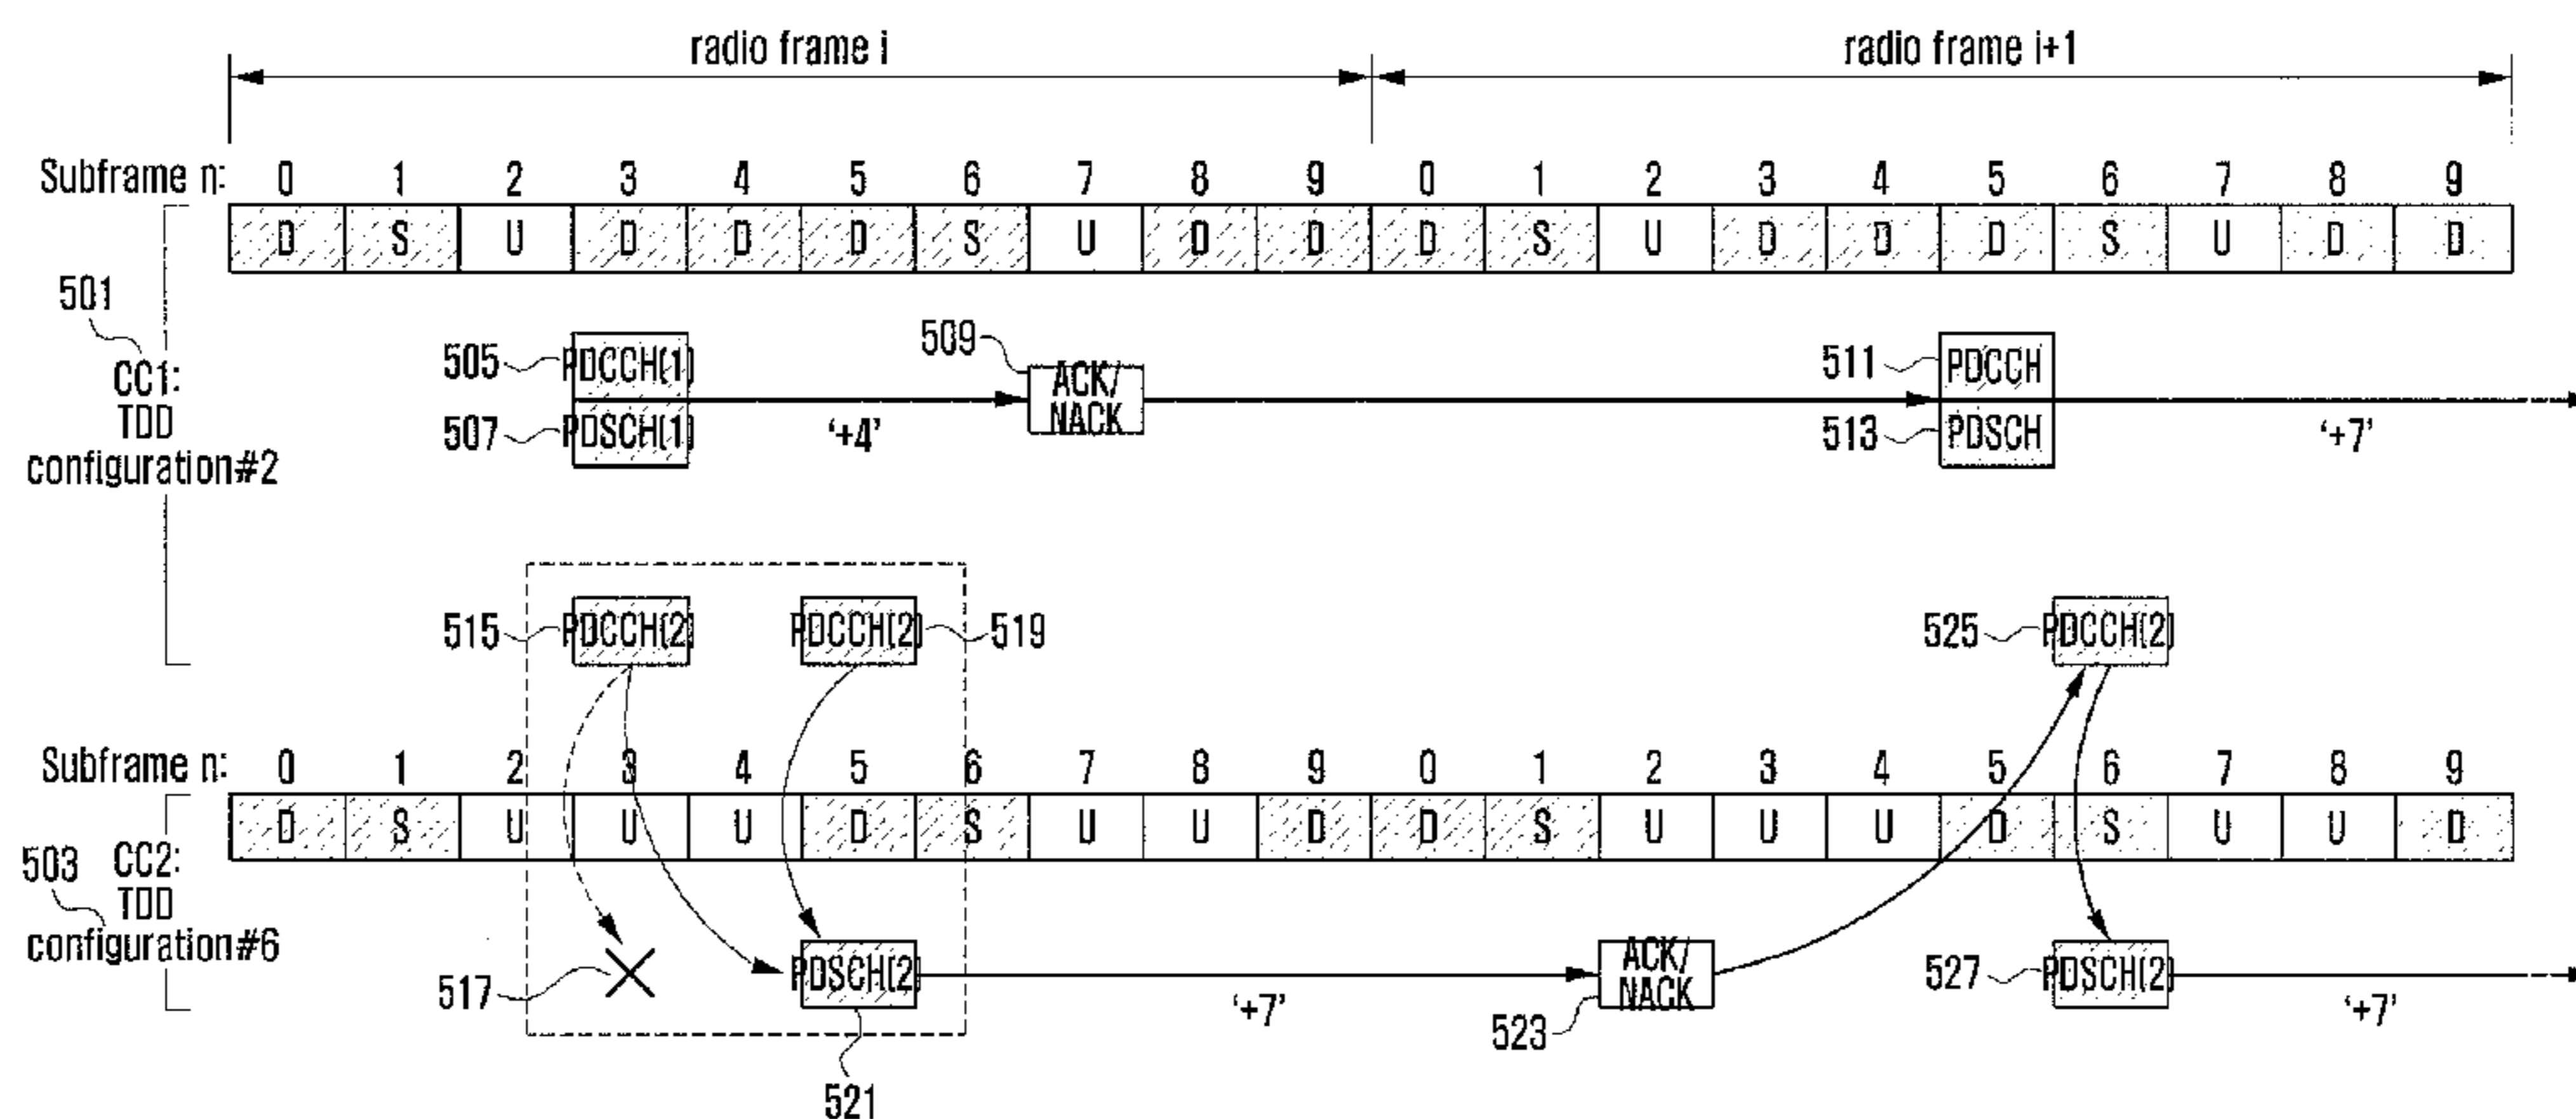 radio frame i radio frame i+1
Subframe n: 0 1 2 3 4 5 6 7 8 9 0 1 2 3 4 5 6 7 8 9
D S U D D D S U D D D S U D D D S U D D
501
CC1:
TDD
configuration#2
505 PDCCH(1)
507 PDSCH(1)
'+4'
509
ACK/
NACK
511 PDCCH
513 PDSCH
'+7'
515 PDCCH(2) PDCCH(2) 519 525 PDCCH(2)
Subframe n: 0 1 2 3 4 5 6 7 8 9 0 1 2 3 4 5 6 7 8 9
D S U U U D S U U D D S U U U D S U U D
503 CC2:
TDD
configuration#6
517
PDSCH(2)
521
'+7'
ACK/
NACK
523
527 PDSCH(2)
'+7'